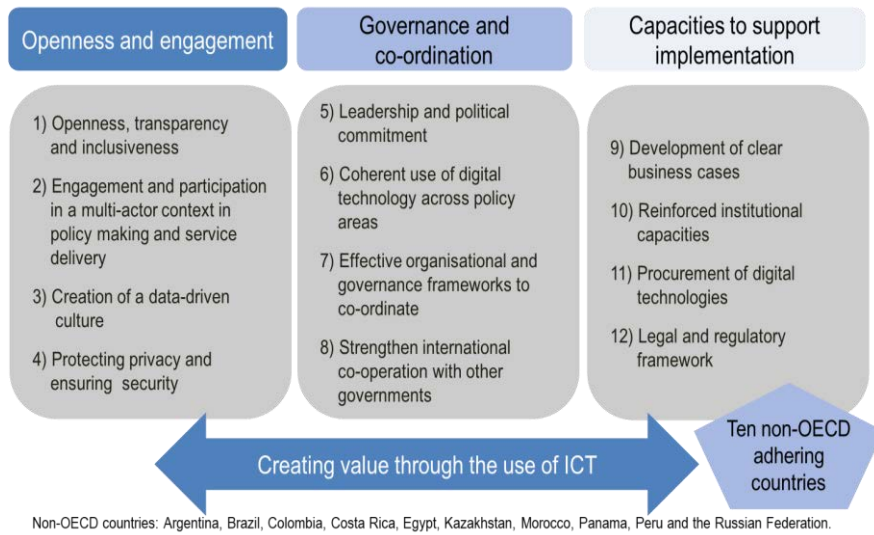 Openness and engagement
Governance and
co-ordination
Capacities to support
implementation
1) Openness, transparency
and inclusiveness
2) Engagement and participation
in a multi-actor context in
policy making and service
delivery
3) Creation of a data-driven
culture
4) Protecting privacy and
ensuring security
5) Leadership and political
commitment
6) Coherent use of digital
technology across policy
areas
7) Effective organisational and
governance frameworks to
co-ordinate
8) Strengthen international
co-operation with other
governments
9) Development of clear
business cases
10) Reinforced institutional
capacities
11) Procurement of digital
technologies
12) Legal and regulatory
framework
Creating value through the use of ICT
Ten non-OECD
adhering
countries
Non-OECD countries: Argentina, Brazil, Colombia, Costa Rica, Egypt, Kazakhstan, Morocco, Panama, Peru and the Russian Federation.